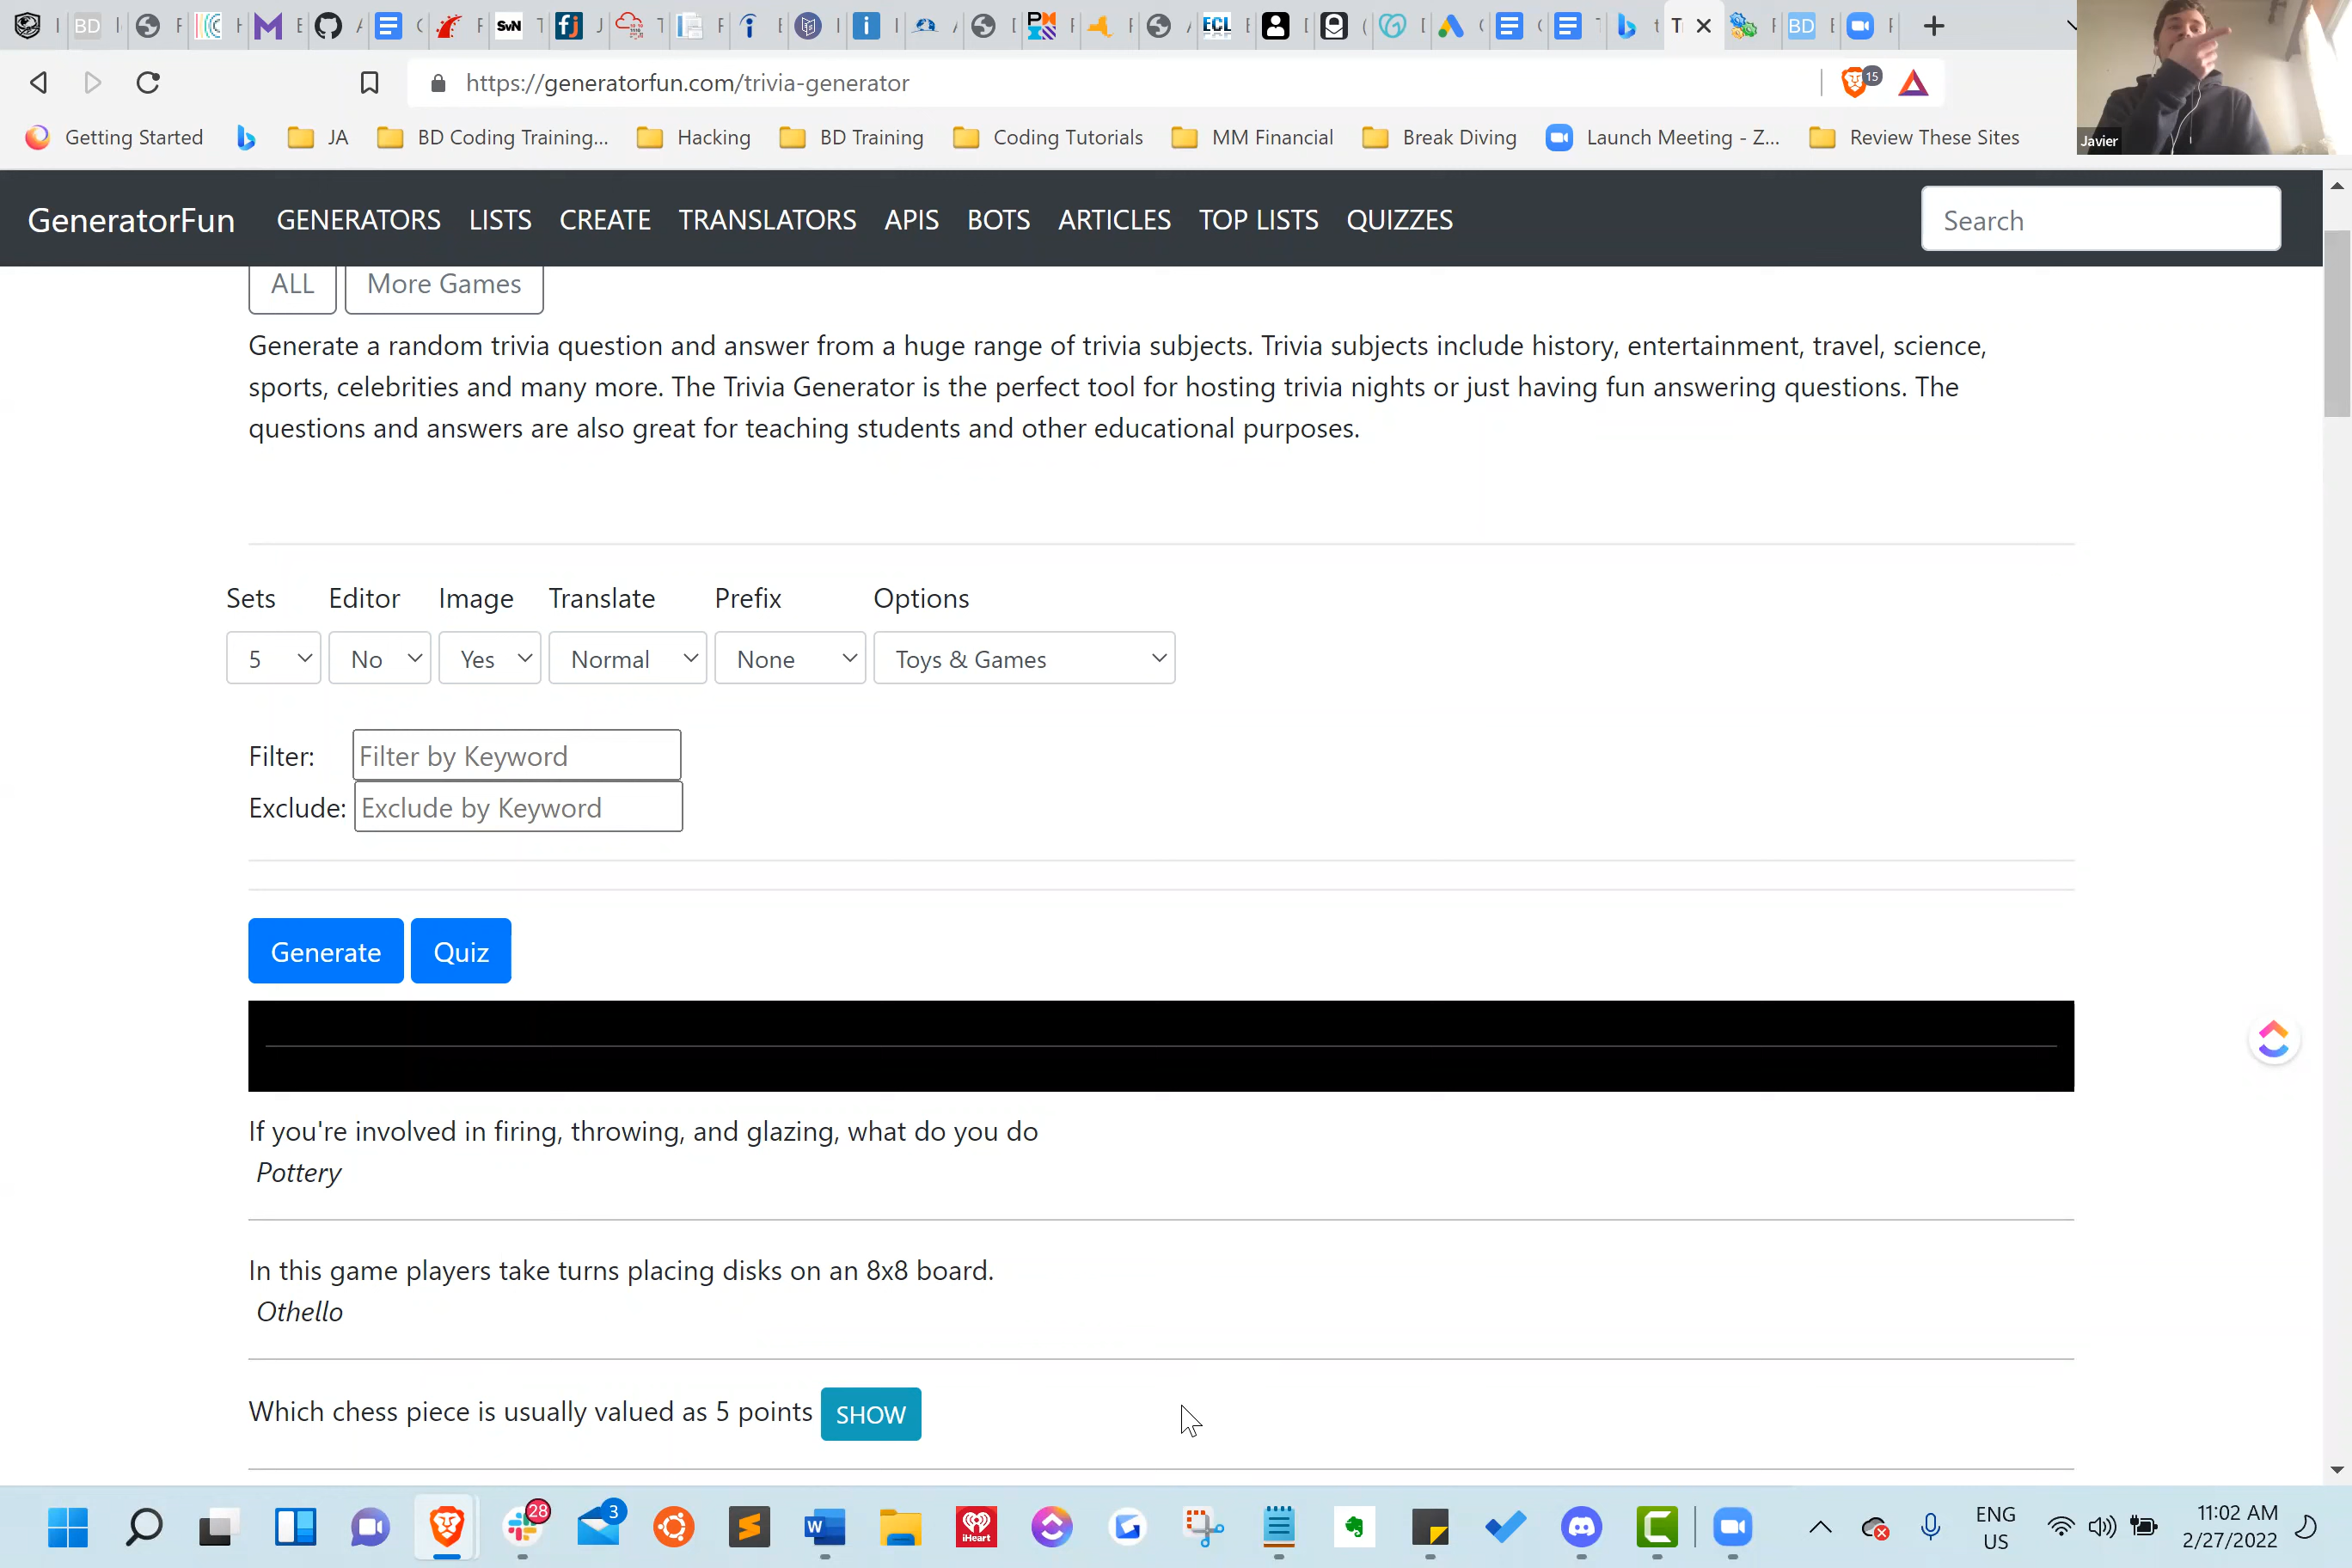 https://generatorfun.com/trivia-generator
15
Getting Started
JA
BD Coding Training...
Hacking
BD Training
Coding Tutorials
MM Financial
Break Diving
Launch Meeting - Z...
Review These Sites
Javier
GeneratorFun
GENERATORS
LISTS
CREATE
TRANSLATORS
APIS
BOTS
ARTICLES
TOP LISTS
QUIZZES
Search
ALL
More Games
Generate a random trivia question and answer from a huge range of trivia subjects. Trivia subjects include history, entertainment, travel, science,
sports, celebrities and many more. The Trivia Generator is the perfect tool for hosting trivia nights or just having fun answering questions. The
questions and answers are also great for teaching students and other educational purposes.
Sets Editor Image Translate Prefix Options
5 No Yes Normal None Toys & Games
Filter: Filter by Keyword
Exclude: Exclude by Keyword
Generate Quiz
If you're involved in firing, throwing, and glazing, what do you do
Pottery
In this game players take turns placing disks on an 8x8 board.
Othello
Which chess piece is usually valued as 5 points SHOW
28
3
iHeart
ENG
US
11:02 AM
2/27/2022